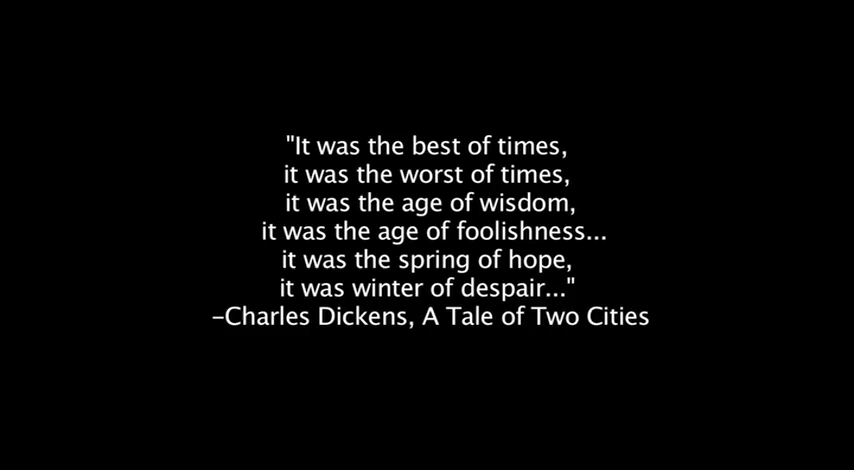 "It was the best of times,
it was the worst of times,
it was the age of wisdom,
it was the age of foolishness...
it was the spring of hope,
it was winter of despair..."
–Charles Dickens, A Tale of Two Cities